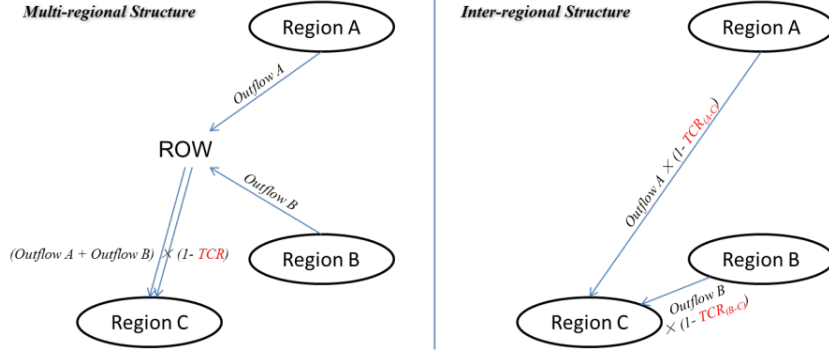 Multi-regional Structure
Region A
Outflow A
ROW
Outflow B
(Outflow A + Outflow B) × (1- TCR)
Region B
Region C
Inter-regional Structure
Region A
Outflow A × (1- TCR(A-C))
Region B
Outflow B
× (1- TCR(B-C))
Region C